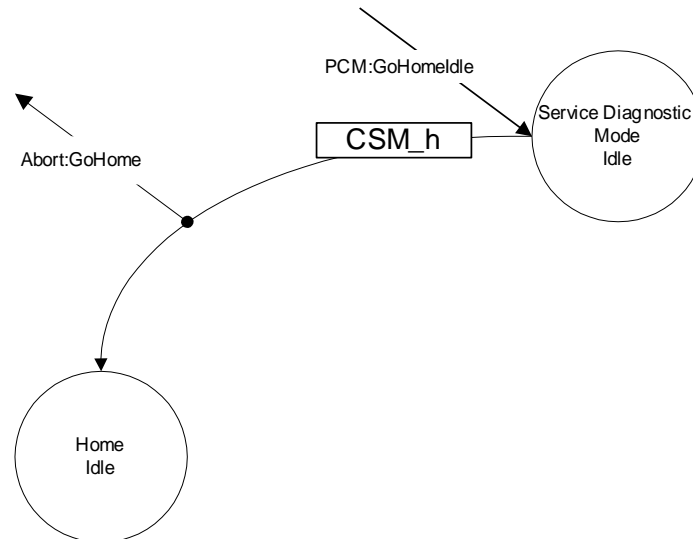 PCM:GoHomeIdle
Service Diagnostic
Mode
Idle
CSM_h
Abort:GoHome
Home
Idle